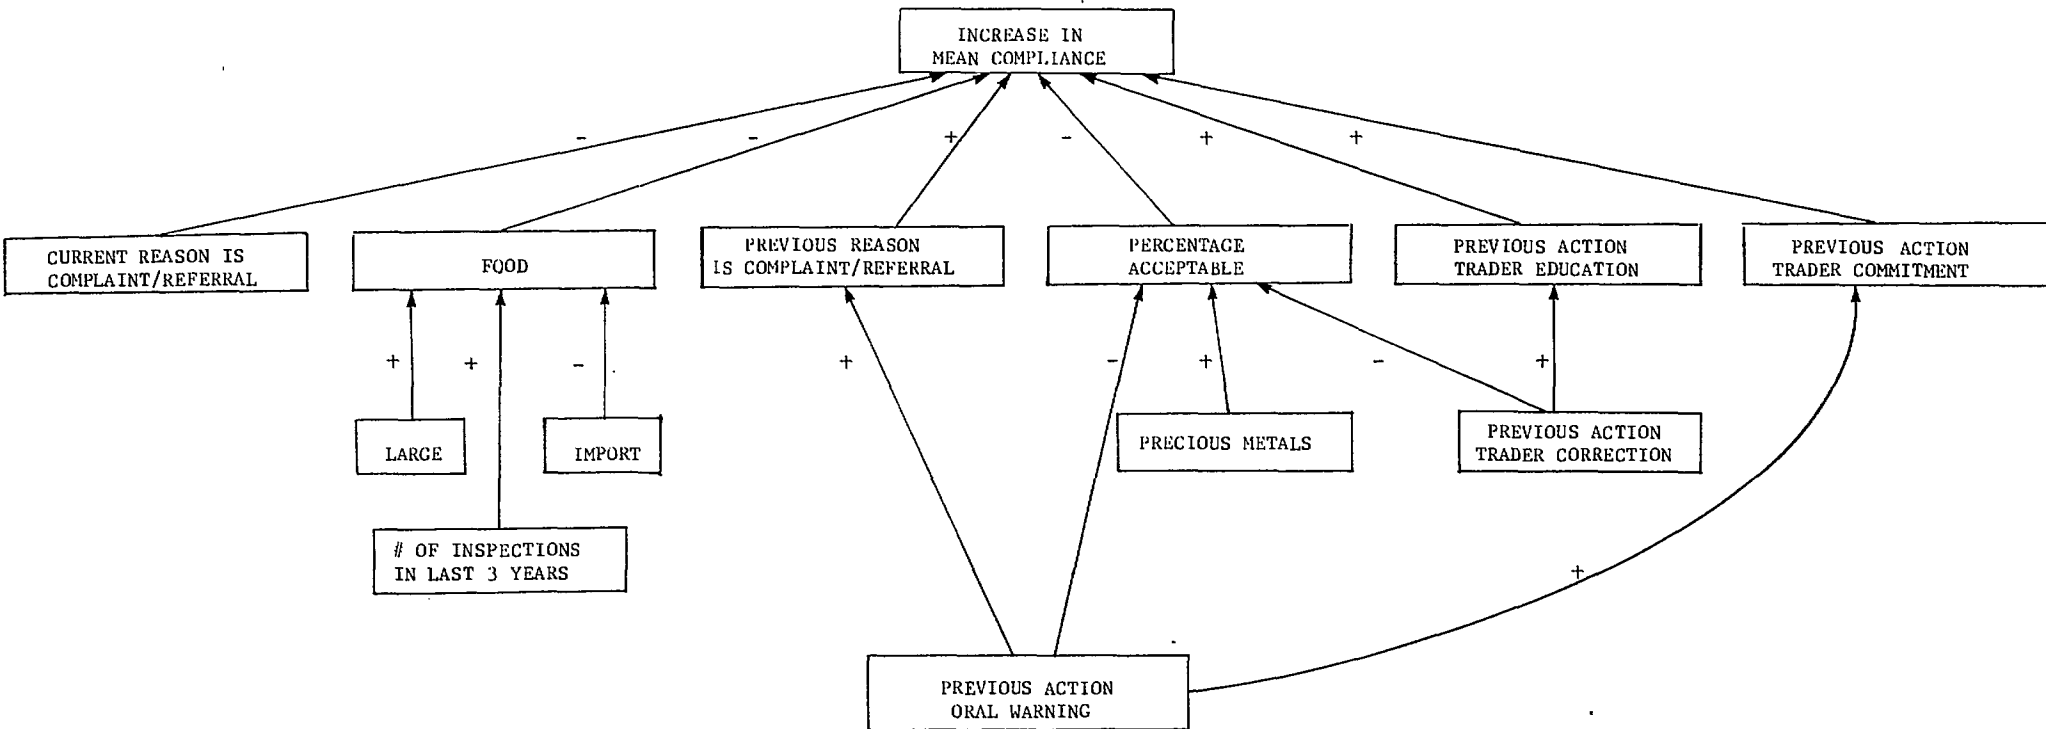 INCREASE IN
MEAN COMPLIANCE
- - + - + +
CURRENT REASON IS
COMPLAINT/REFERRAL
FOOD
PREVIOUS REASON
IS COMPLAINT/REFERRAL
PERCENTAGE
ACCEPTABLE
PREVIOUS ACTION
TRADER EDUCATION
PREVIOUS ACTION
TRADER COMMITMENT
+ + - + - + - +
LARGE
IMPORT
PRECIOUS METALS
PREVIOUS ACTION
TRADER CORRECTION
# OF INSPECTIONS
IN LAST 3 YEARS
+
PREVIOUS ACTION
ORAL WARNING